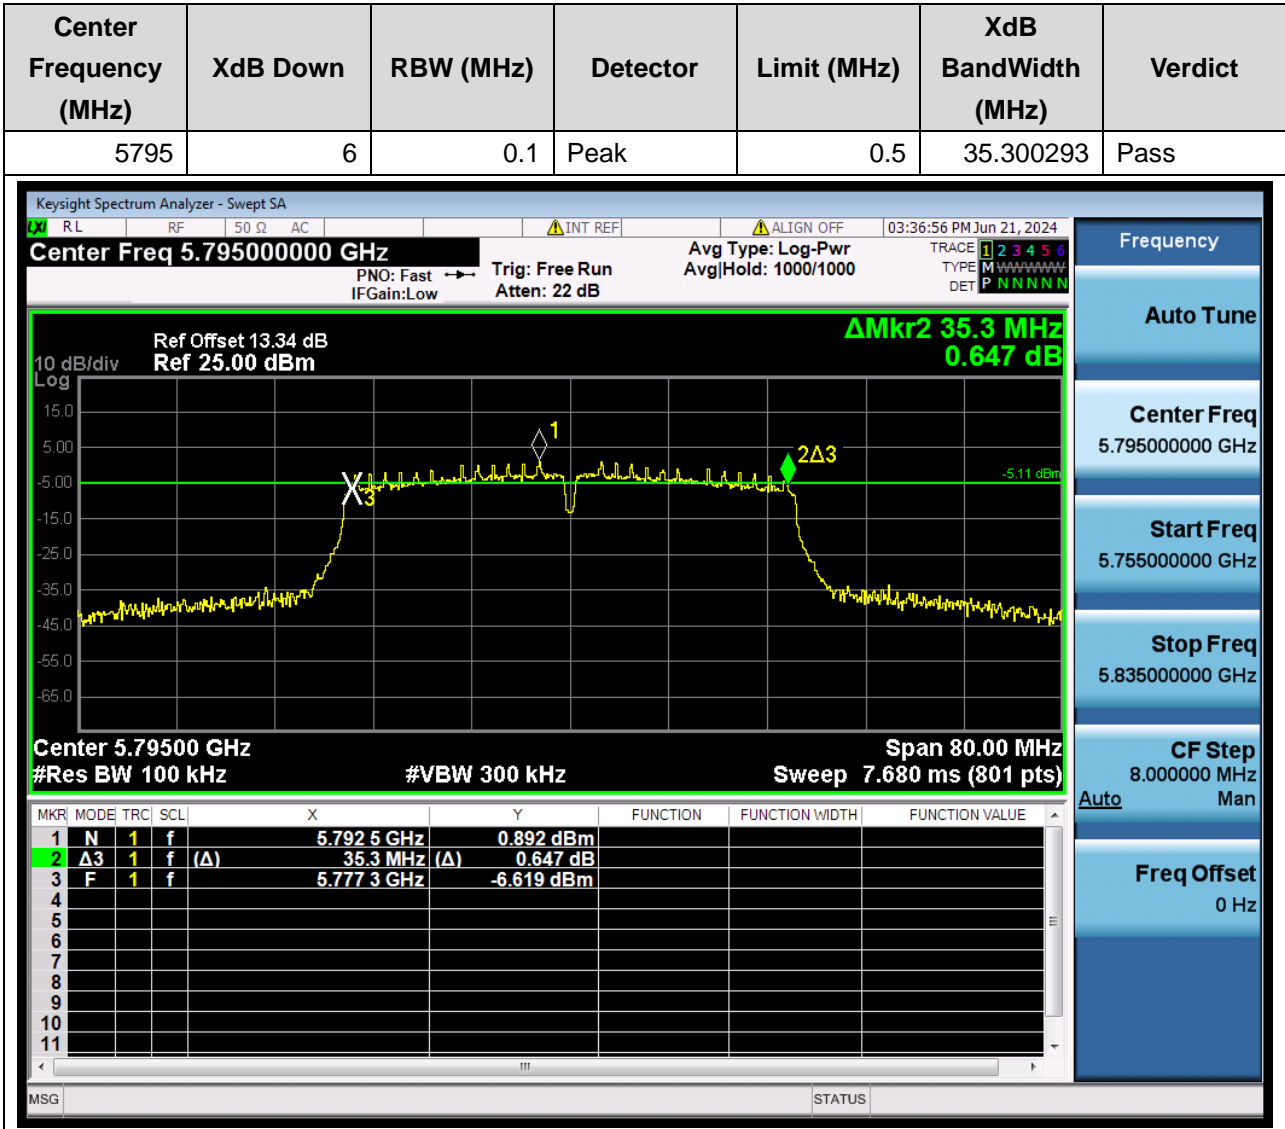 Center Frequency (MHz) XdB Down RBW (MHz) Detector Limit (MHz) XdB BandWidth (MHz) Verdict
5795 6 0.1 Peak 0.5 35.300293 Pass
Keysight Spectrum Analyzer - Swept SA
LXI RL RF 50 Ω AC INT REF ALIGN OFF 03:36:56 PM Jun 21, 2024
Center Freq 5.795000000 GHz
PNO: Fast
IFGain:Low
Trig: Free Run
Atten: 22 dB
Avg Type: Log-Pwr
Avg|Hold: 1000/1000
TRACE 1 2 3 4 5 6
TYPE M WWWWW
DET P N N N N N
ΔMkr2 35.3 MHz
0.647 dB
Ref Offset 13.34 dB
10 dB/div Ref 25.00 dBm
Log
15.0
5.00
-5.00
-15.0
-25.0
-35.0
-45.0
-55.0
-65.0
1
2Δ3
3
-5.11 dBm
Center 5.79500 GHz Span 80.00 MHz
#Res BW 100 kHz #VBW 300 kHz Sweep 7.680 ms (801 pts)
MKR MODE TRC SCL X Y FUNCTION FUNCTION WIDTH FUNCTION VALUE
1 N 1 f 5.792 5 GHz 0.892 dBm
2 Δ3 1 f (Δ) 35.3 MHz (Δ) 0.647 dB
3 F 1 f 5.777 3 GHz -6.619 dBm
4
5
6
7
8
9
10
11
MSG STATUS
Frequency
Auto Tune
Center Freq
5.795000000 GHz
Start Freq
5.755000000 GHz
Stop Freq
5.835000000 GHz
CF Step
8.000000 MHz
Auto Man
Freq Offset
0 Hz